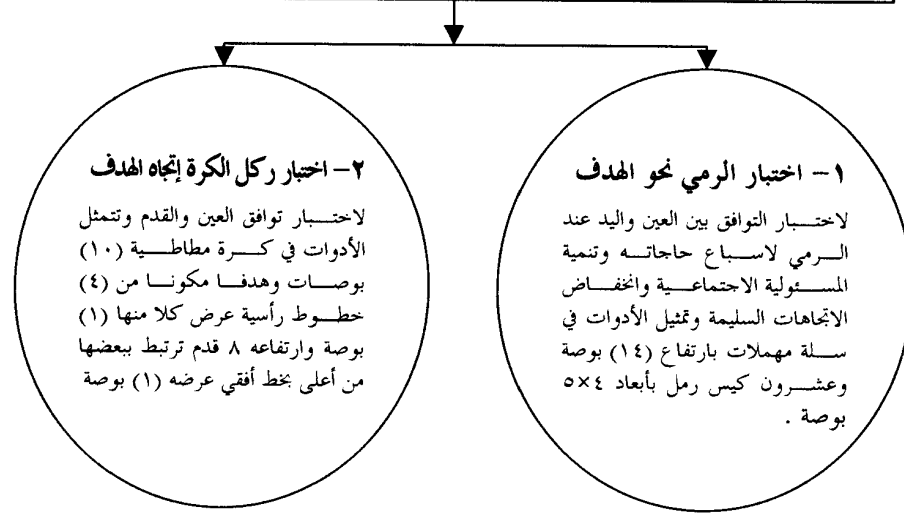 ١ – اختبار الرمي نحو الهدف
لاختبار التوافق بين العين واليد عند
الرمي لاسباع حاجاته وتنمية
المسئولية الاجتماعية وانخفاض
الاتجاهات السليمة وتمثيل الأدوات في
سلة مهملات بارتفاع (١٤) بوصة
وعشرون كيس رمل بأبعاد ٤×٥
بوصة .
٢ – اختبار ركل الكرة إتجاه الهدف
لاختبار توافق العين والقدم وتتمثل
الأدوات في كرة مطاطية (١٠)
بوصات وهدفا مكونا من (٤)
خطوط رأسية عرض كلا منها (١)
بوصة وارتفاعه ٨ قدم ترتبط ببعضها
من أعلى بخط أفقي عرضه (١) بوصة